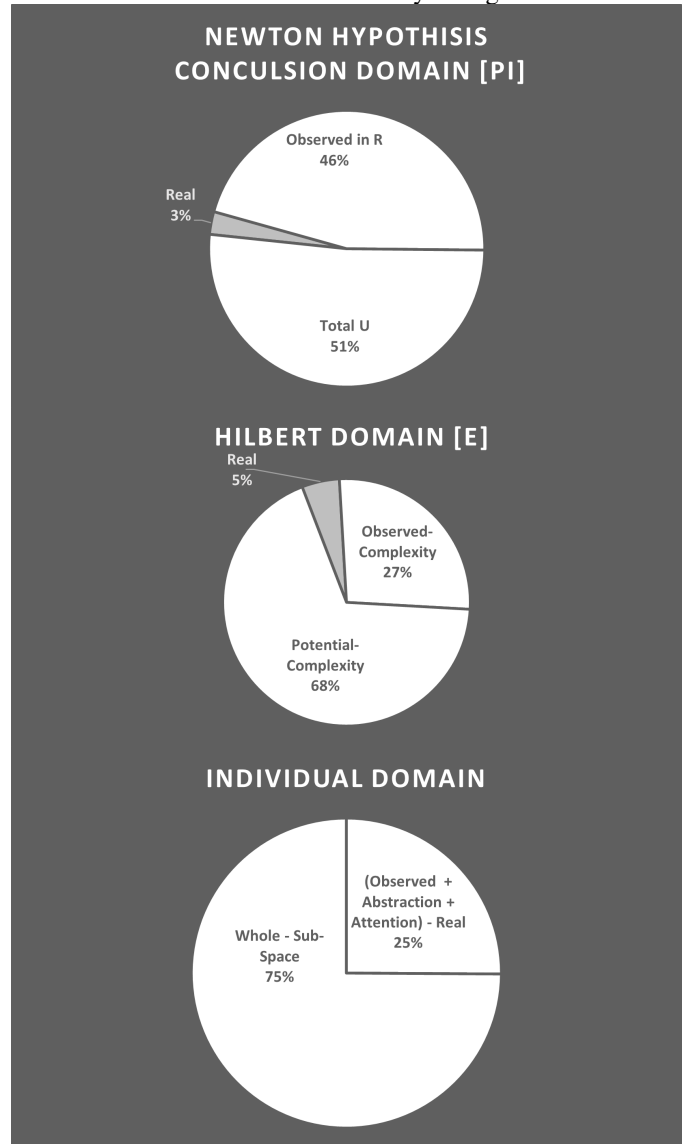 NEWTON HYPOTHISIS
CONCULSION DOMAIN [PI]
Observed in R
46%
Real
3%
Total U
51%
HILBERT DOMAIN [E]
Real
5%
Observed-
Complexity
27%
Potential-
Complexity
68%
INDIVIDUAL DOMAIN
(Observed +
Abstraction +
Attention) - Real
25%
Whole - Sub-
Space
75%